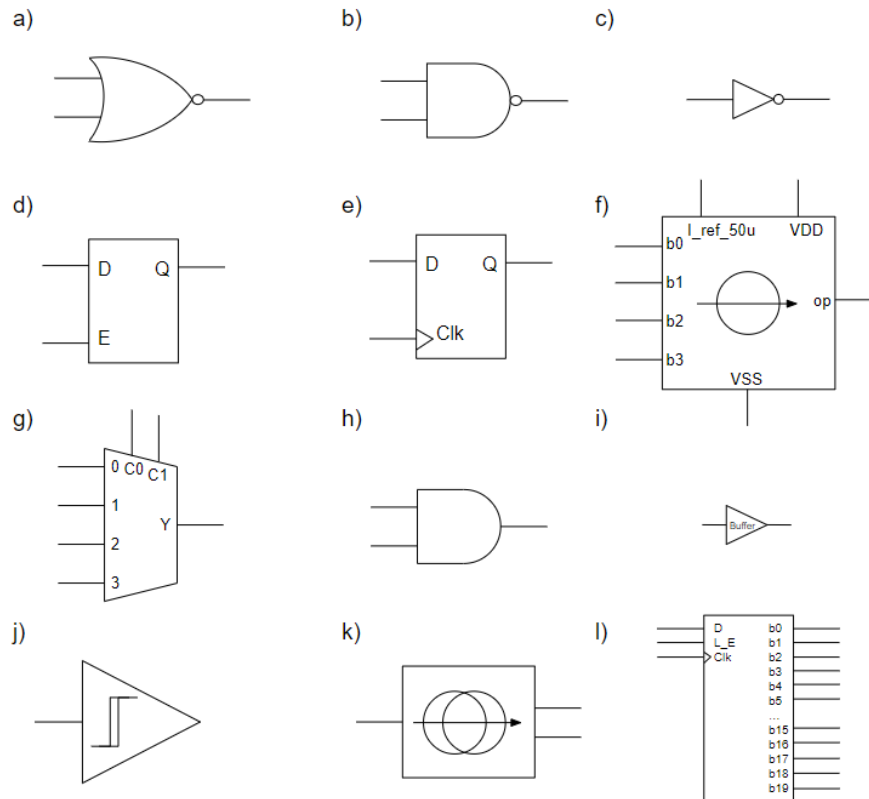 a)
b)
c)
d)
D Q
E
e)
D Q
Clk
f)
I_ref_50u VDD
b0
b1
b2
b3
op
VSS
g)
0 C0 C1
1
2
3
Y
h)
i)
Buffer
j)
k)
l)
D b0
L_E b1
Clk b2
b3
b4
b5
...
b15
b16
b17
b18
b19